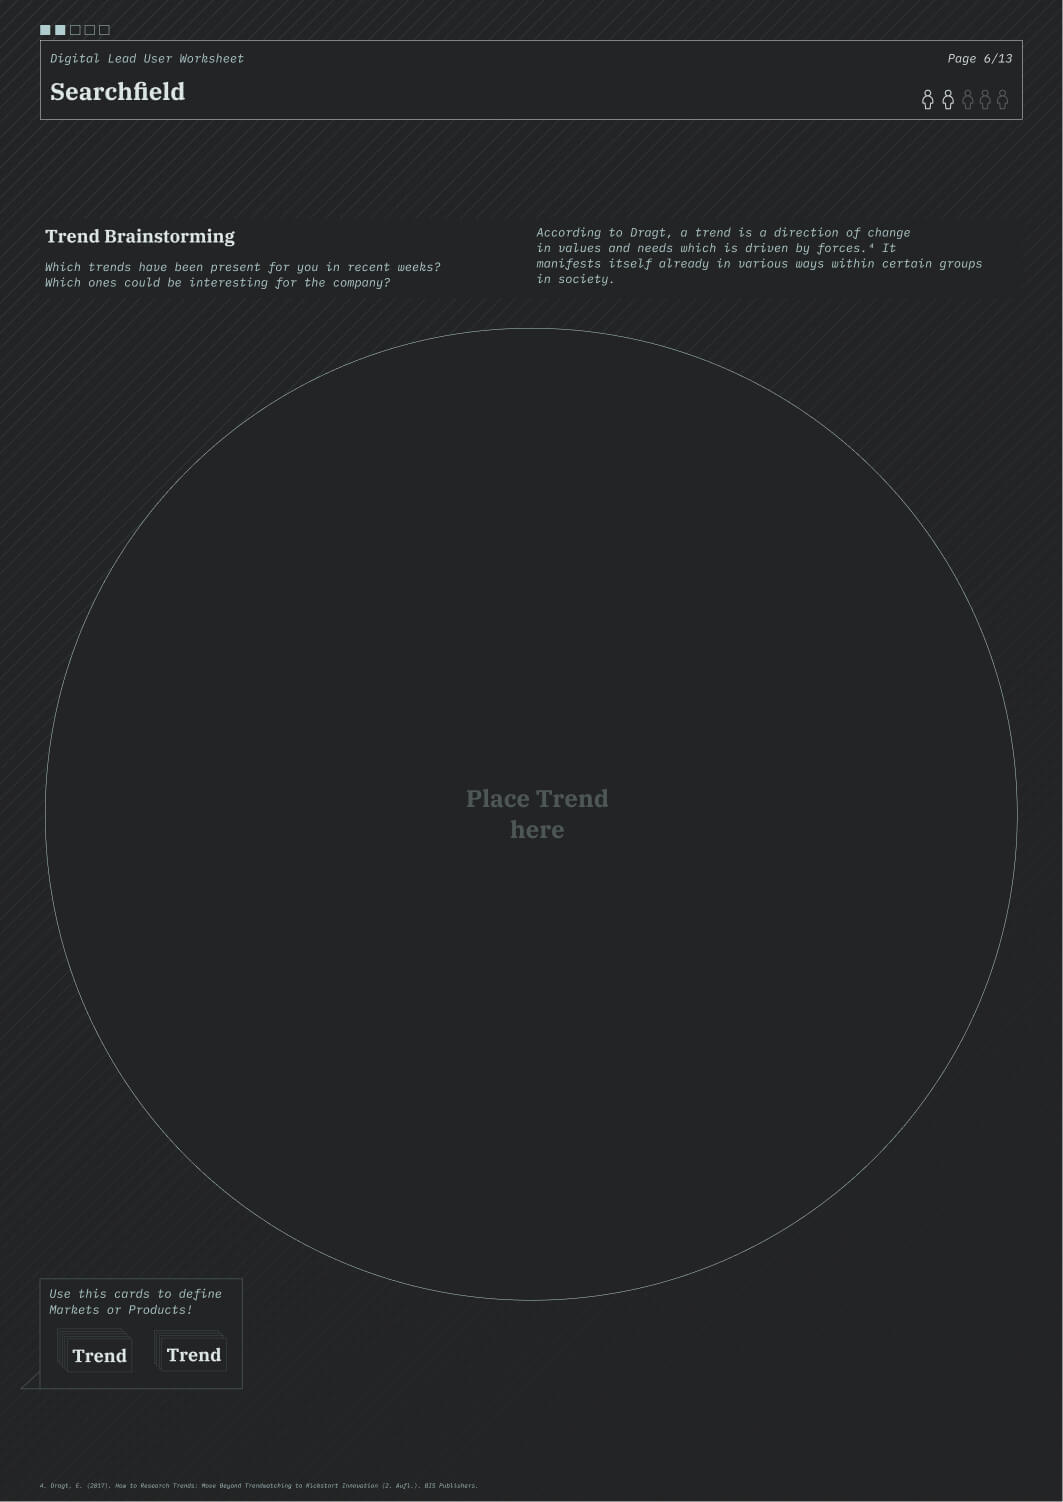 Digital Lead User Worksheet
Page 6/13
Searchfield
Trend Brainstorming
Which trends have been present for you in recent weeks?
Which ones could be interesting for the company?
According to Dragt, a trend is a direction of change
in values and needs which is driven by forces.⁴ It
manifests itself already in various ways within certain groups
in society.
Place Trend
here
Use this cards to define
Markets or Products!
Trend
Trend
4. Dragt, E. (2017). How to Research Trends: Move Beyond Trendwatching to Kickstart Innovation (2. Aufl.). BIS Publishers.